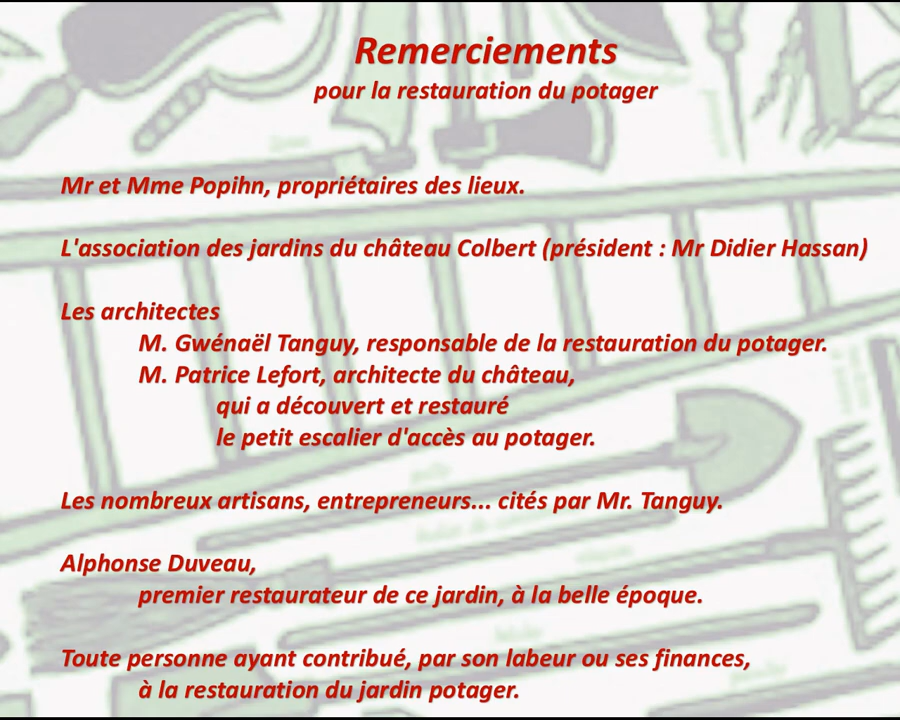 Remerciements
pour la restauration du potager
Mr et Mme Popihn, propriétaires des lieux.
L'association des jardins du château Colbert (président : Mr Didier Hassan)
Les architectes
M. Gwénaël Tanguy, responsable de la restauration du potager.
M. Patrice Lefort, architecte du château,
qui a découvert et restauré
le petit escalier d'accès au potager.
Les nombreux artisans, entrepreneurs... cités par Mr. Tanguy.
Alphonse Duveau,
premier restaurateur de ce jardin, à la belle époque.
Toute personne ayant contribué, par son labeur ou ses finances,
à la restauration du jardin potager.